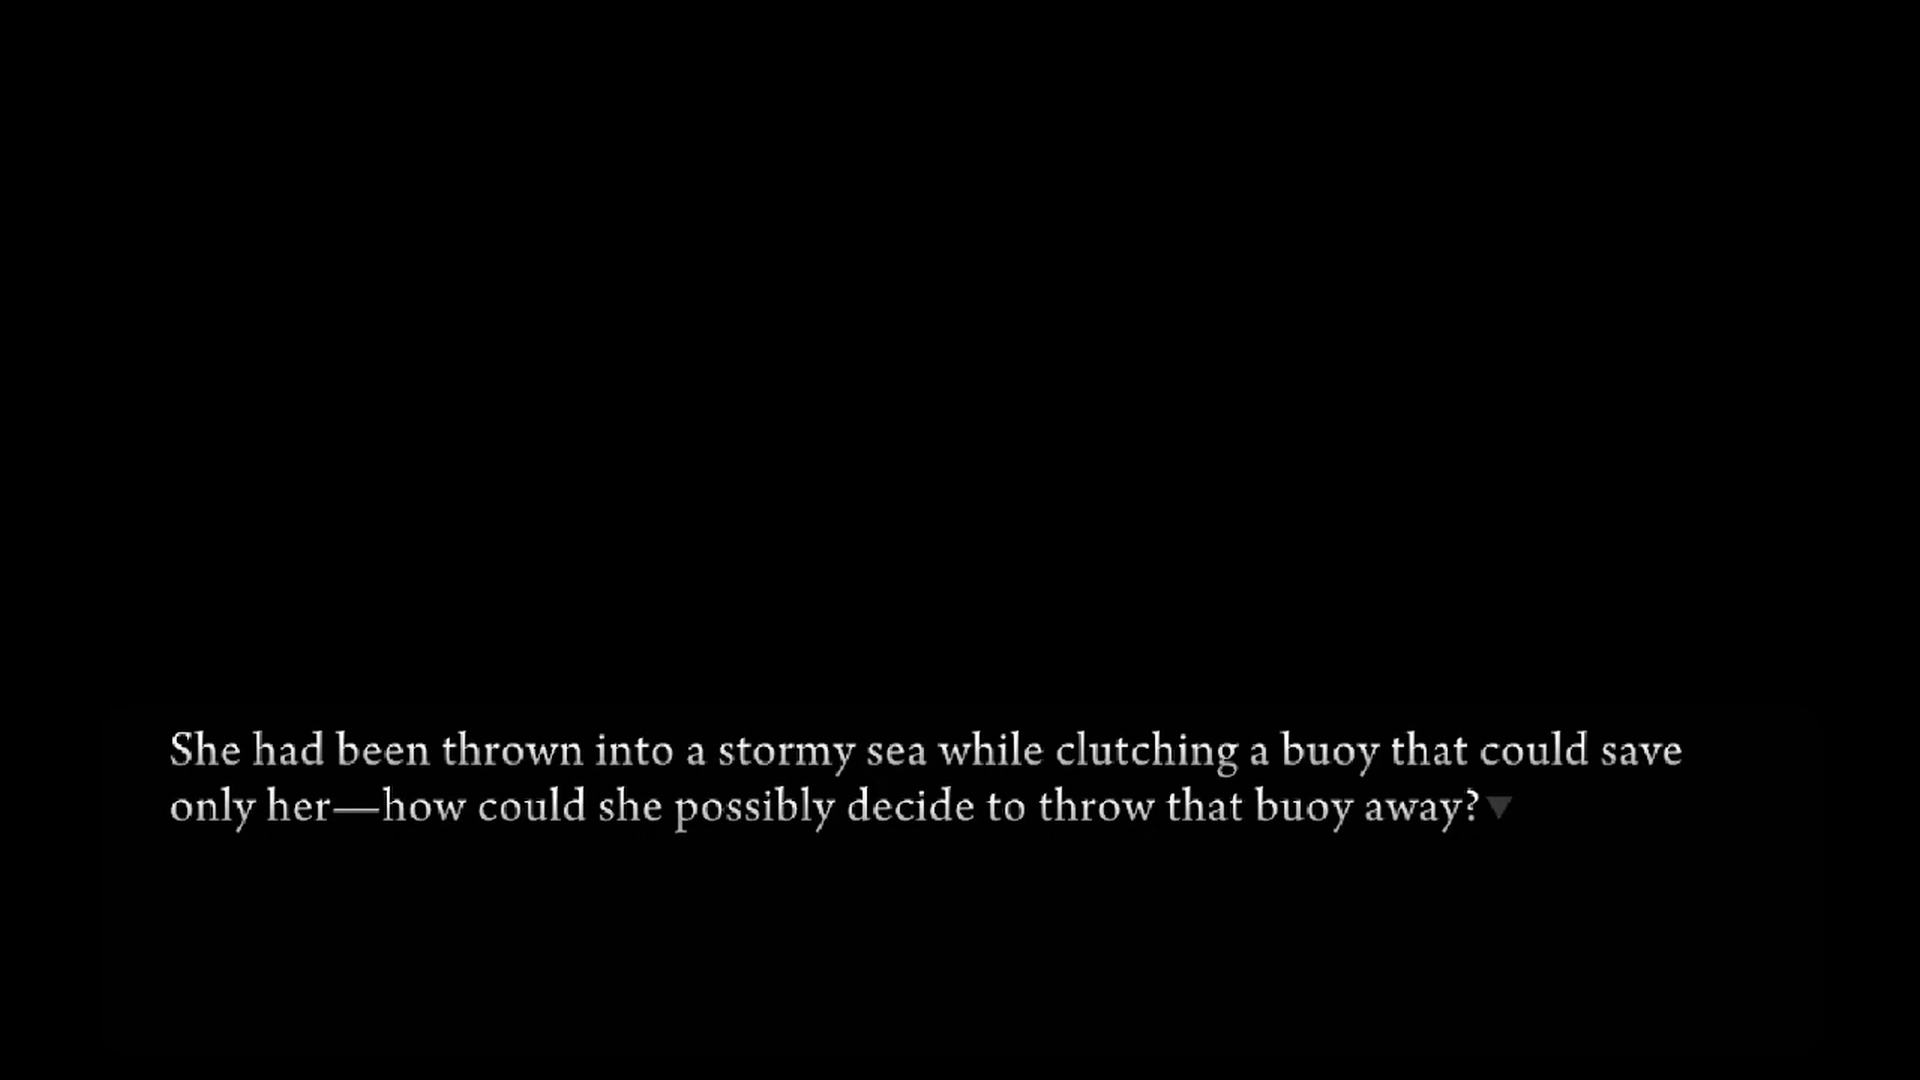 She had been thrown into a stormy sea while clutching a buoy that could save
only her—how could she possibly decide to throw that buoy away?